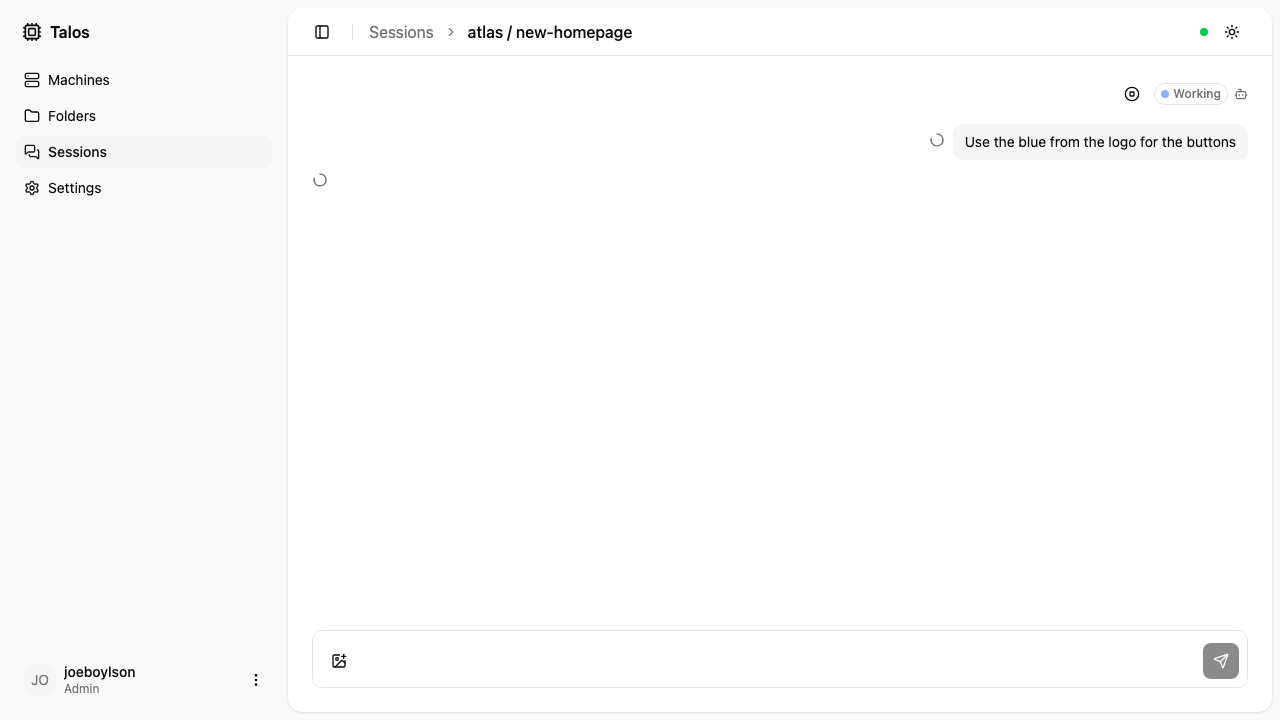 Talos
Machines
Folders
Sessions
Settings
JO
joeboylson
Admin
Sessions
atlas / new-homepage
Working
Use the blue from the logo for the buttons